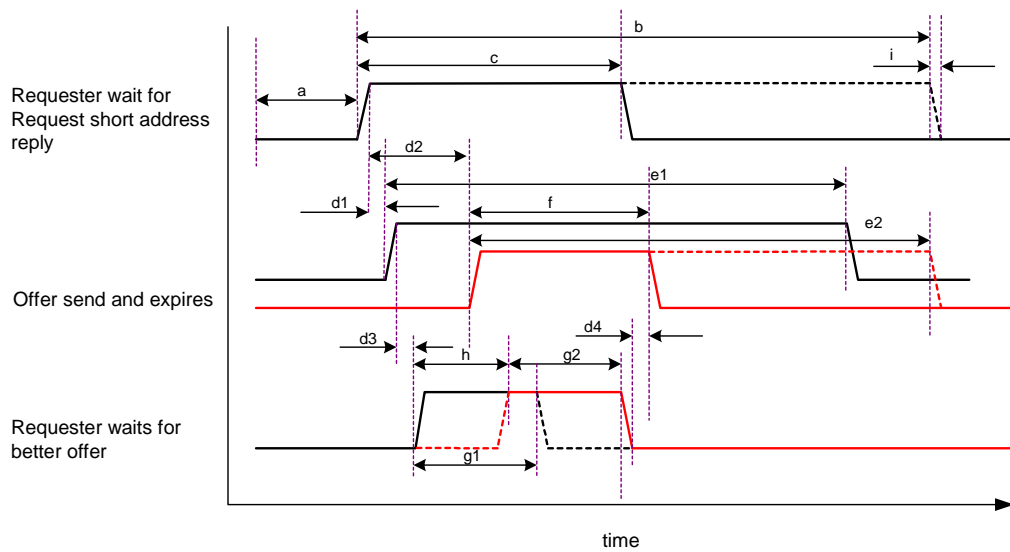 b
c
i
a
Requester wait for
Request short address
reply
d2
e1
d1
f
e2
Offer send and expires
d4
d3
h
g2
Requester waits for
better offer
g1
time